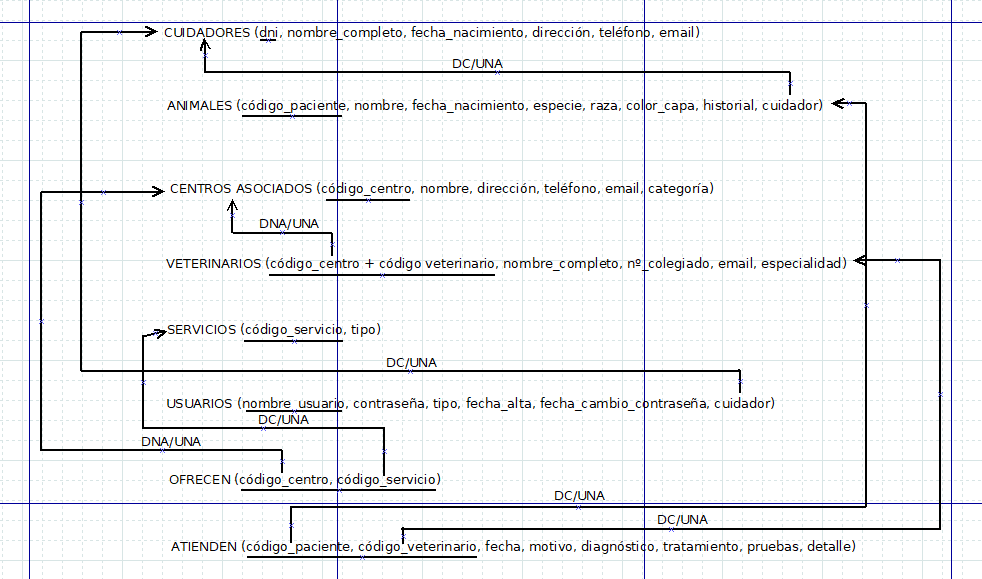 CUIDADORES (dni, nombre_completo, fecha_nacimiento, dirección, teléfono, email)
DC/UNA
ANIMALES (código_paciente, nombre, fecha_nacimiento, especie, raza, color_capa, historial, cuidador)
CENTROS ASOCIADOS (código_centro, nombre, dirección, teléfono, email, categoría)
DNA/UNA
VETERINARIOS (código_centro + código veterinario, nombre_completo, nº_colegiado, email, especialidad)
SERVICIOS (código_servicio, tipo)
DC/UNA
USUARIOS (nombre_usuario, contraseña, tipo, fecha_alta, fecha_cambio_contraseña, cuidador)
DC/UNA
DNA/UNA
OFRECEN (código_centro, código_servicio)
DC/UNA
DC/UNA
ATIENDEN (código_paciente, código_veterinario, fecha, motivo, diagnóstico, tratamiento, pruebas, detalle)